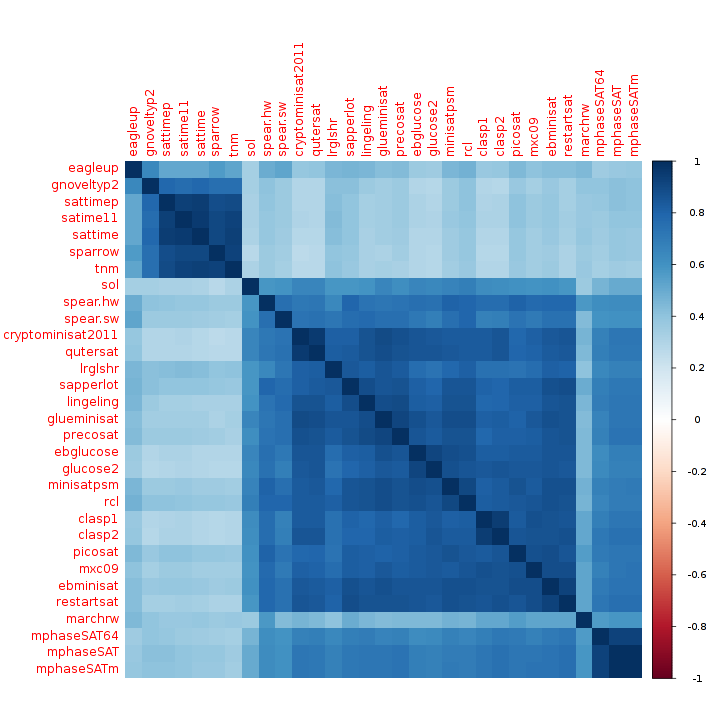 eagleup
gnoveltyp2
sattimep
satime11
sattime
sparrow
tnm
sol
spear.hw
spear.sw
cryptominisat2011
qutersat
lrglshr
sapperlot
lingeling
glueminisat
precosat
ebglucose
glucose2
minisatpsm
rcl
clasp1
clasp2
picosat
mxc09
ebminisat
restartsat
marchrw
mphaseSAT64
mphaseSAT
mphaseSATm
eagleup
gnoveltyp2
sattimep
satime11
sattime
sparrow
tnm
sol
spear.hw
spear.sw
cryptominisat2011
qutersat
lrglshr
sapperlot
lingeling
glueminisat
precosat
ebglucose
glucose2
minisatpsm
rcl
clasp1
clasp2
picosat
mxc09
ebminisat
restartsat
marchrw
mphaseSAT64
mphaseSAT
mphaseSATm
1
0.8
0.6
0.4
0.2
0
-0.2
-0.4
-0.6
-0.8
-1